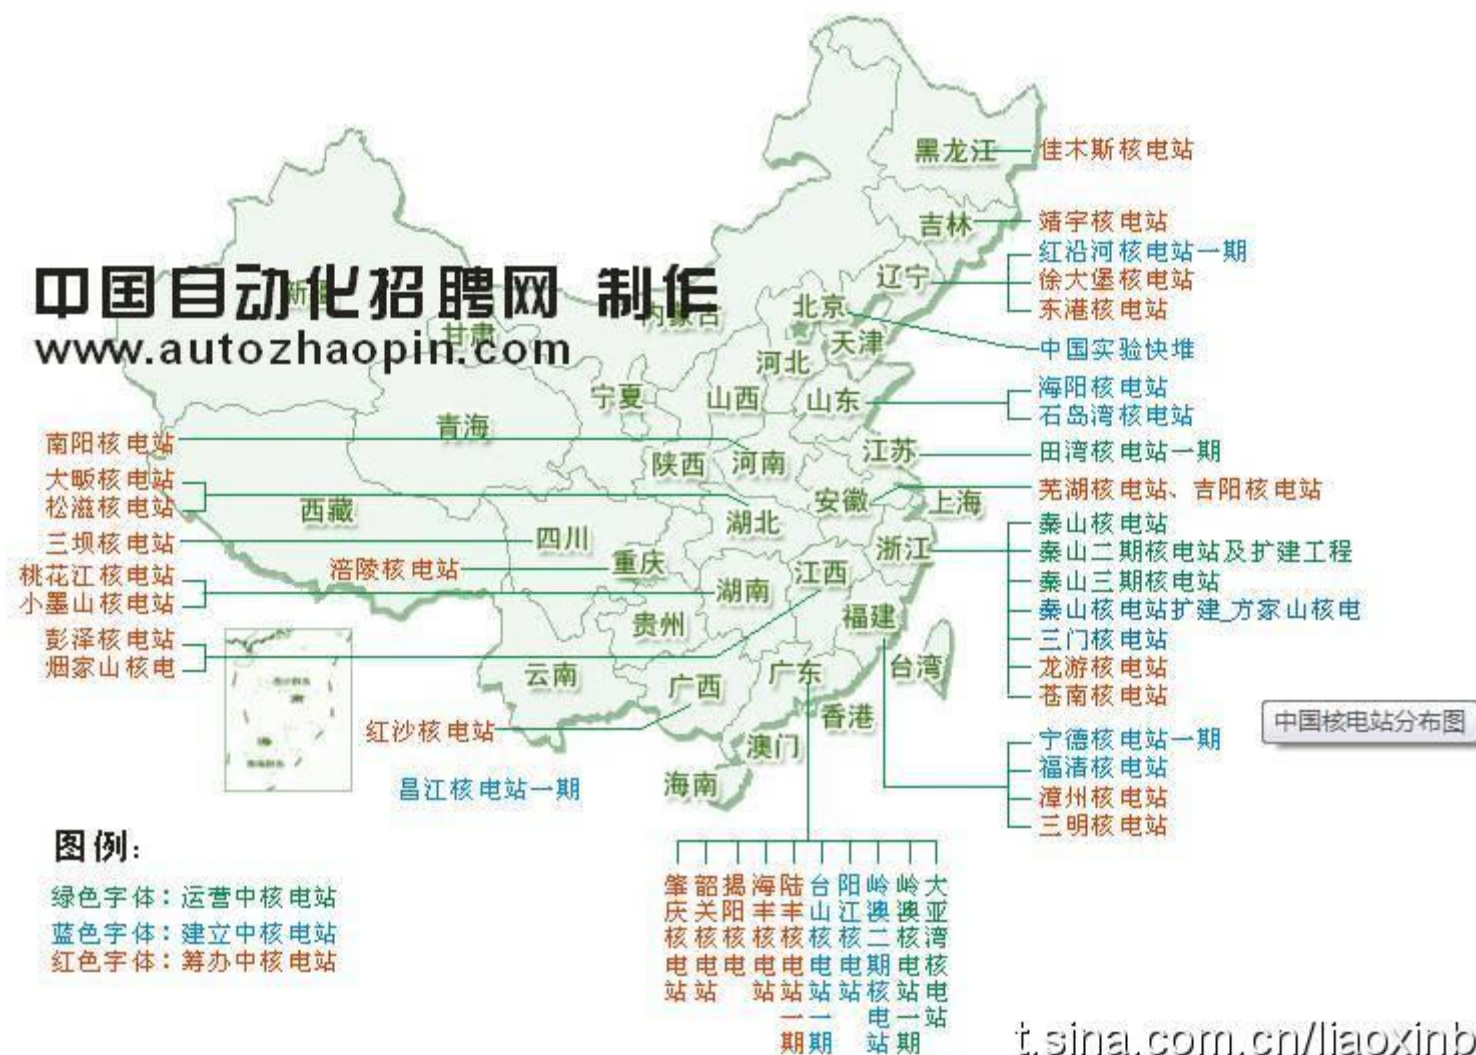 黑龙江
佳木斯核电站
吉林
靖宇核电站
红沿河核电站一期
辽宁
徐大堡核电站
东港核电站
中国自动化招聘网 制作
www.autozhaopin.com
新疆
内蒙古
甘肃
北京
天津
中国实验快堆
河北
宁夏
山西
山东
海阳核电站
石岛湾核电站
青海
南阳核电站
陕西
河南
江苏
田湾核电站一期
大畈核电站
松滋核电站
西藏
湖北
安徽
芜湖核电站、吉阳核电站
上海
三坝核电站
四川
浙江
秦山核电站
秦山二期核电站及扩建工程
秦山三期核电站
秦山核电站扩建_方家山核电
三门核电站
龙游核电站
苍南核电站
涪陵核电站
重庆
桃花江核电站
小墨山核电站
湖南
江西
彭泽核电站
烟家山核电
贵州
福建
台湾
云南
广西
广东
香港
澳门
红沙核电站
中国核电站分布图
宁德核电站一期
福清核电站
漳州核电站
三明核电站
昌江核电站一期
海南
图例：
绿色字体：运营中核电站
蓝色字体：建立中核电站
红色字体：筹办中核电站
肇庆核电站
韶关核电站
揭阳核电
海丰核电站
陆丰核电站一期
台山核电站一期
阳江核电站
岭澳二期核电站
岭澳核电站一期
大亚湾核电站
t.sina.com.cn/liaoxinb